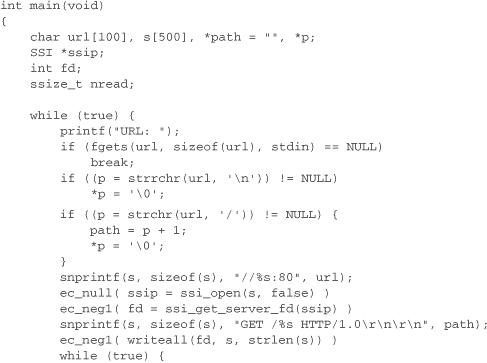 int main(void)
{
    char url[100], s[500], *path = "", *p;
    SSI *ssip;
    int fd;
    ssize_t nread;

    while (true) {
        printf("URL: ");
        if (fgets(url, sizeof(url), stdin) == NULL)
            break;
        if ((p = strrchr(url, '\n')) != NULL)
            *p = '\0';
        if ((p = strchr(url, '/')) != NULL) {
            path = p + 1;
            *p = '\0';
        }
        snprintf(s, sizeof(s), "//%s:80", url);
        ec_null( ssip = ssi_open(s, false) )
        ec_neg1( fd = ssi_get_server_fd(ssip) )
        snprintf(s, sizeof(s), "GET /%s HTTP/1.0\r\n\r\n", path);
        ec_neg1( writeall(fd, s, strlen(s)) )
        while (true) {